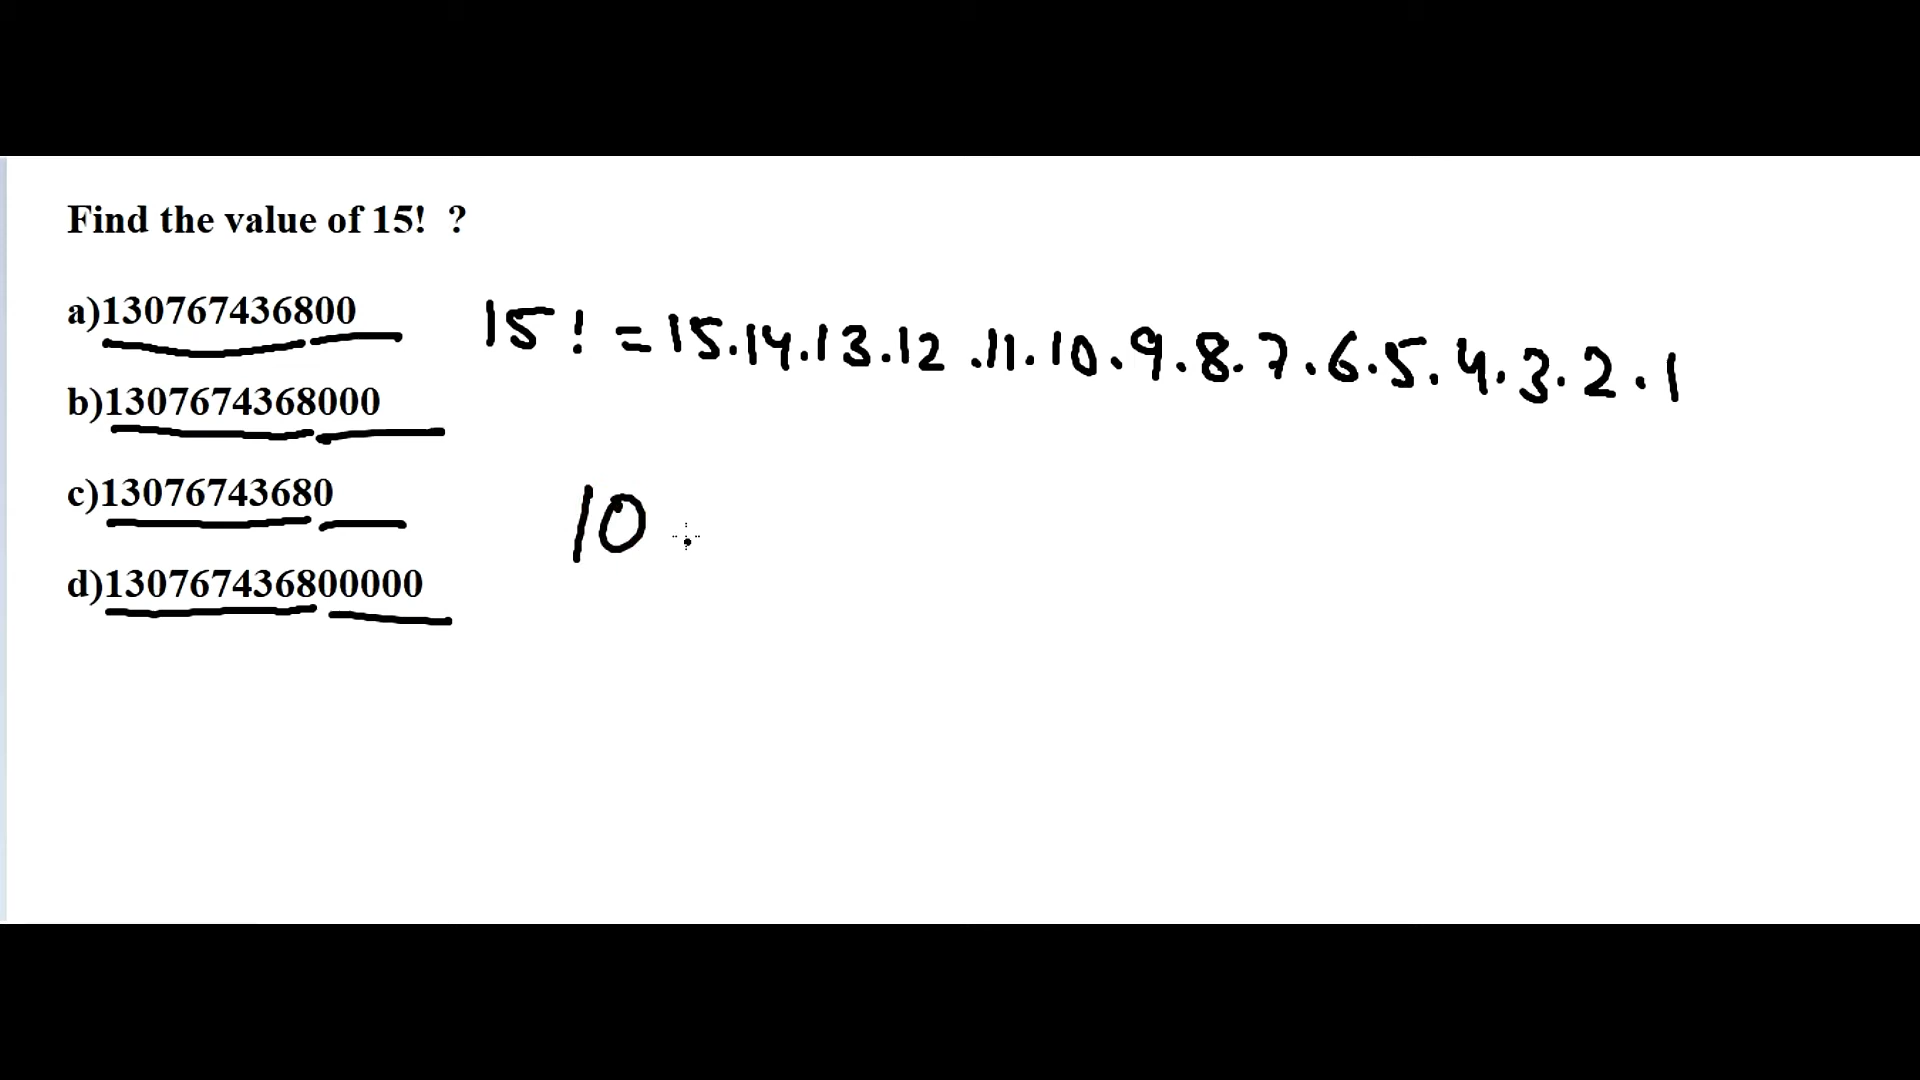 Find the value of 15!  ?
a)130767436800
15! = 15.14.13.12.11.10.9.8.7.6.5.4.3.2.1
b)1307674368000
c)13076743680
10
d)130767436800000